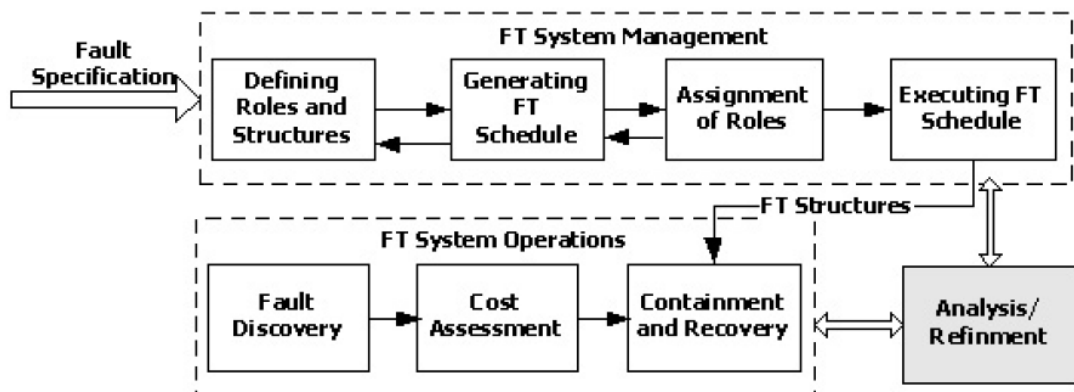 FT System Management
Fault
Specification
Defining
Roles and
Structures
Generating
FT
Schedule
Assignment
of Roles
Executing FT
Schedule
FT Structures
FT System Operations
Fault
Discovery
Cost
Assessment
Containment
and Recovery
Analysis/
Refinment